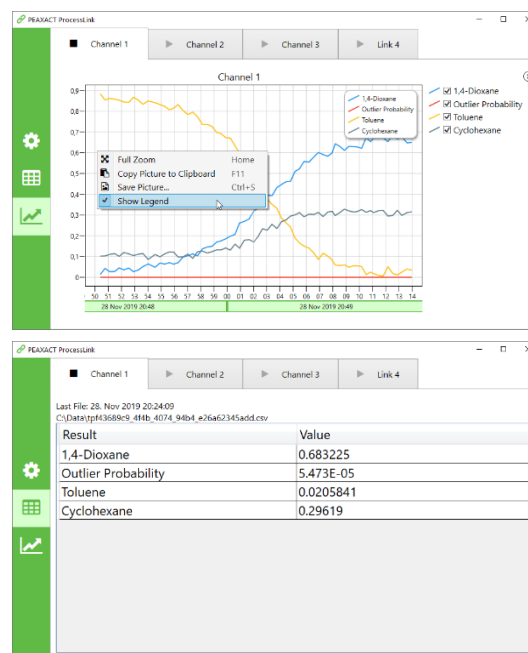 PEAXACT ProcessLink
Channel 1
Channel 2
Channel 3
Link 4
Channel 1
0,9
0,8
0,7
0,6
0,5
0,4
0,3
0,2
0,1
0
1,4-Dioxane
Outlier Probability
Toluene
Cyclohexane
1,4-Dioxane
Outlier Probability
Toluene
Cyclohexane
Full Zoom Home
Copy Picture to Clipboard F11
Save Picture... Ctrl+S
Show Legend
50 51 52 53 54 55 56 57 58 59 00 01 02 03 04 05 06 07 08 09 10 11 12 13 14
28 Nov 2019 20:48 28 Nov 2019 20:49
PEAXACT ProcessLink
Channel 1
Channel 2
Channel 3
Link 4
Last File: 28. Nov 2019 20:24:09
C:\Data\tpf43689c9_4f4b_4074_94b4_e26a62345add.csv
Result Value
1,4-Dioxane 0.683225
Outlier Probability 5.473E-05
Toluene 0.0205841
Cyclohexane 0.29619